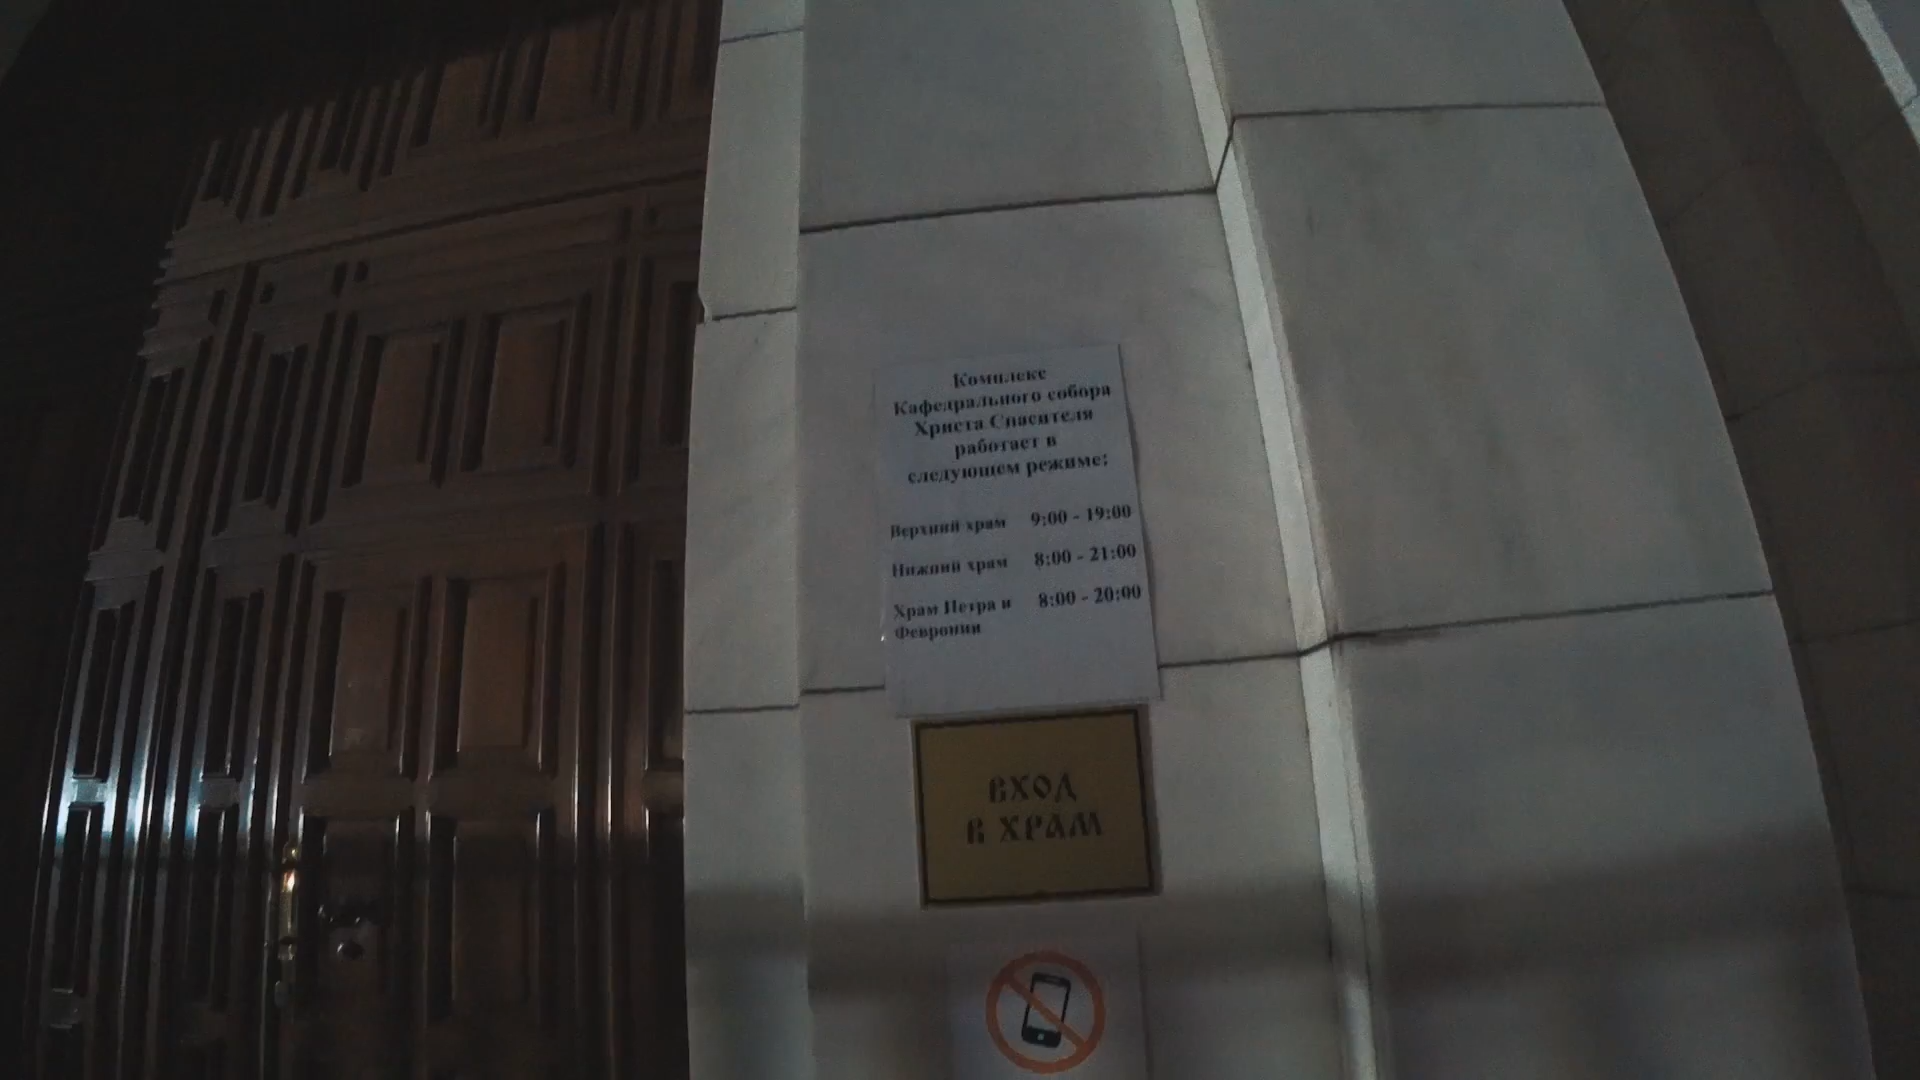 Комплекс
Кафедрального собора
Христа Спасителя
работает в
следующем режиме:
Верхний храм 9:00 - 19:00
Нижний храм 8:00 - 21:00
Храм Петра и 8:00 - 20:00
Февронии
ВХОД
В ХРАМ